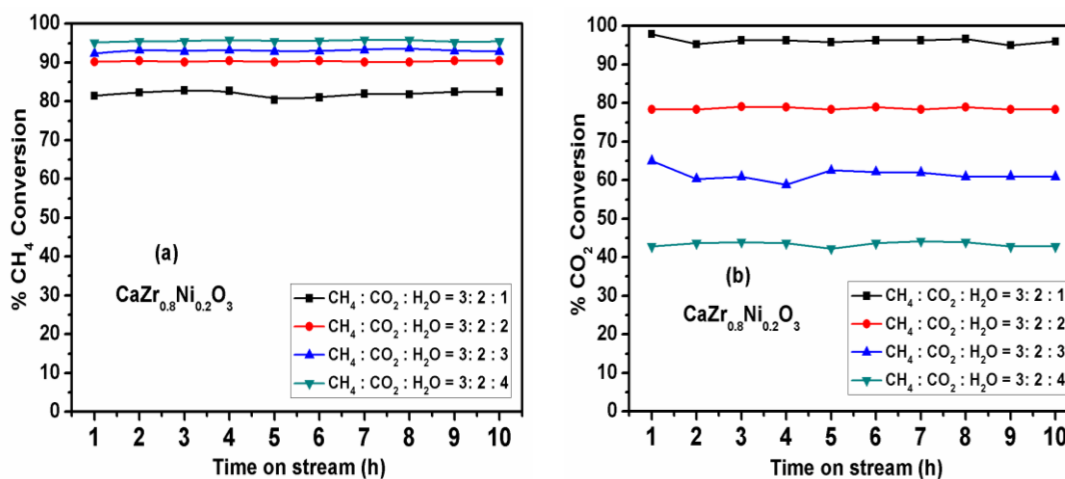 100
90
80
70
60
50
40
30
20
10
0
% CH₄ Conversion
(a)
CaZr₀.₈Ni₀.₂O₃
CH₄ : CO₂ : H₂O = 3: 2 : 1
CH₄ : CO₂ : H₂O = 3: 2 : 2
CH₄ : CO₂ : H₂O = 3: 2 : 3
CH₄ : CO₂ : H₂O = 3: 2 : 4
1 2 3 4 5 6 7 8 9 10
Time on stream (h)
100
90
80
70
60
50
40
30
20
10
0
% CO₂ Conversion
(b)
CaZr₀.₈Ni₀.₂O₃
CH₄ : CO₂ : H₂O = 3: 2 : 1
CH₄ : CO₂ : H₂O = 3: 2 : 2
CH₄ : CO₂ : H₂O = 3: 2 : 3
CH₄ : CO₂ : H₂O = 3: 2 : 4
1 2 3 4 5 6 7 8 9 10
Time on stream (h)